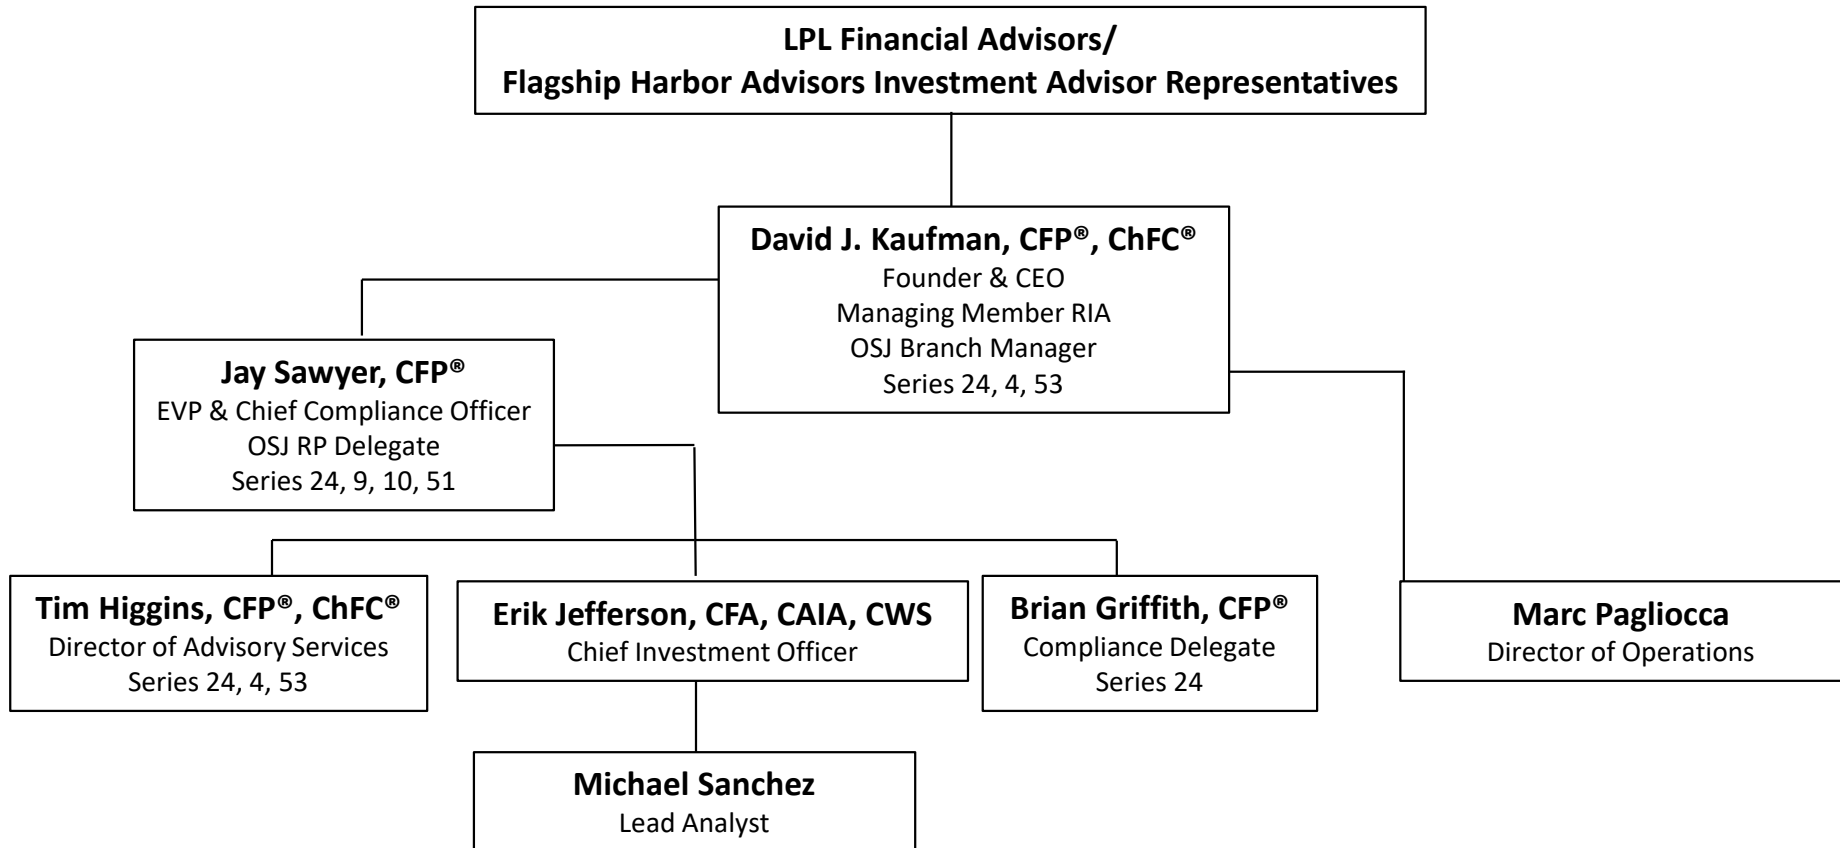 LPL Financial Advisors/
Flagship Harbor Advisors Investment Advisor Representatives
David J. Kaufman, CFP®, ChFC®
Founder & CEO
Managing Member RIA
OSJ Branch Manager
Series 24, 4, 53
Jay Sawyer, CFP®
EVP & Chief Compliance Officer
OSJ RP Delegate
Series 24, 9, 10, 51
Tim Higgins, CFP®, ChFC®
Director of Advisory Services
Series 24, 4, 53
Erik Jefferson, CFA, CAIA, CWS
Chief Investment Officer
Brian Griffith, CFP®
Compliance Delegate
Series 24
Marc Pagliocca
Director of Operations
Michael Sanchez
Lead Analyst